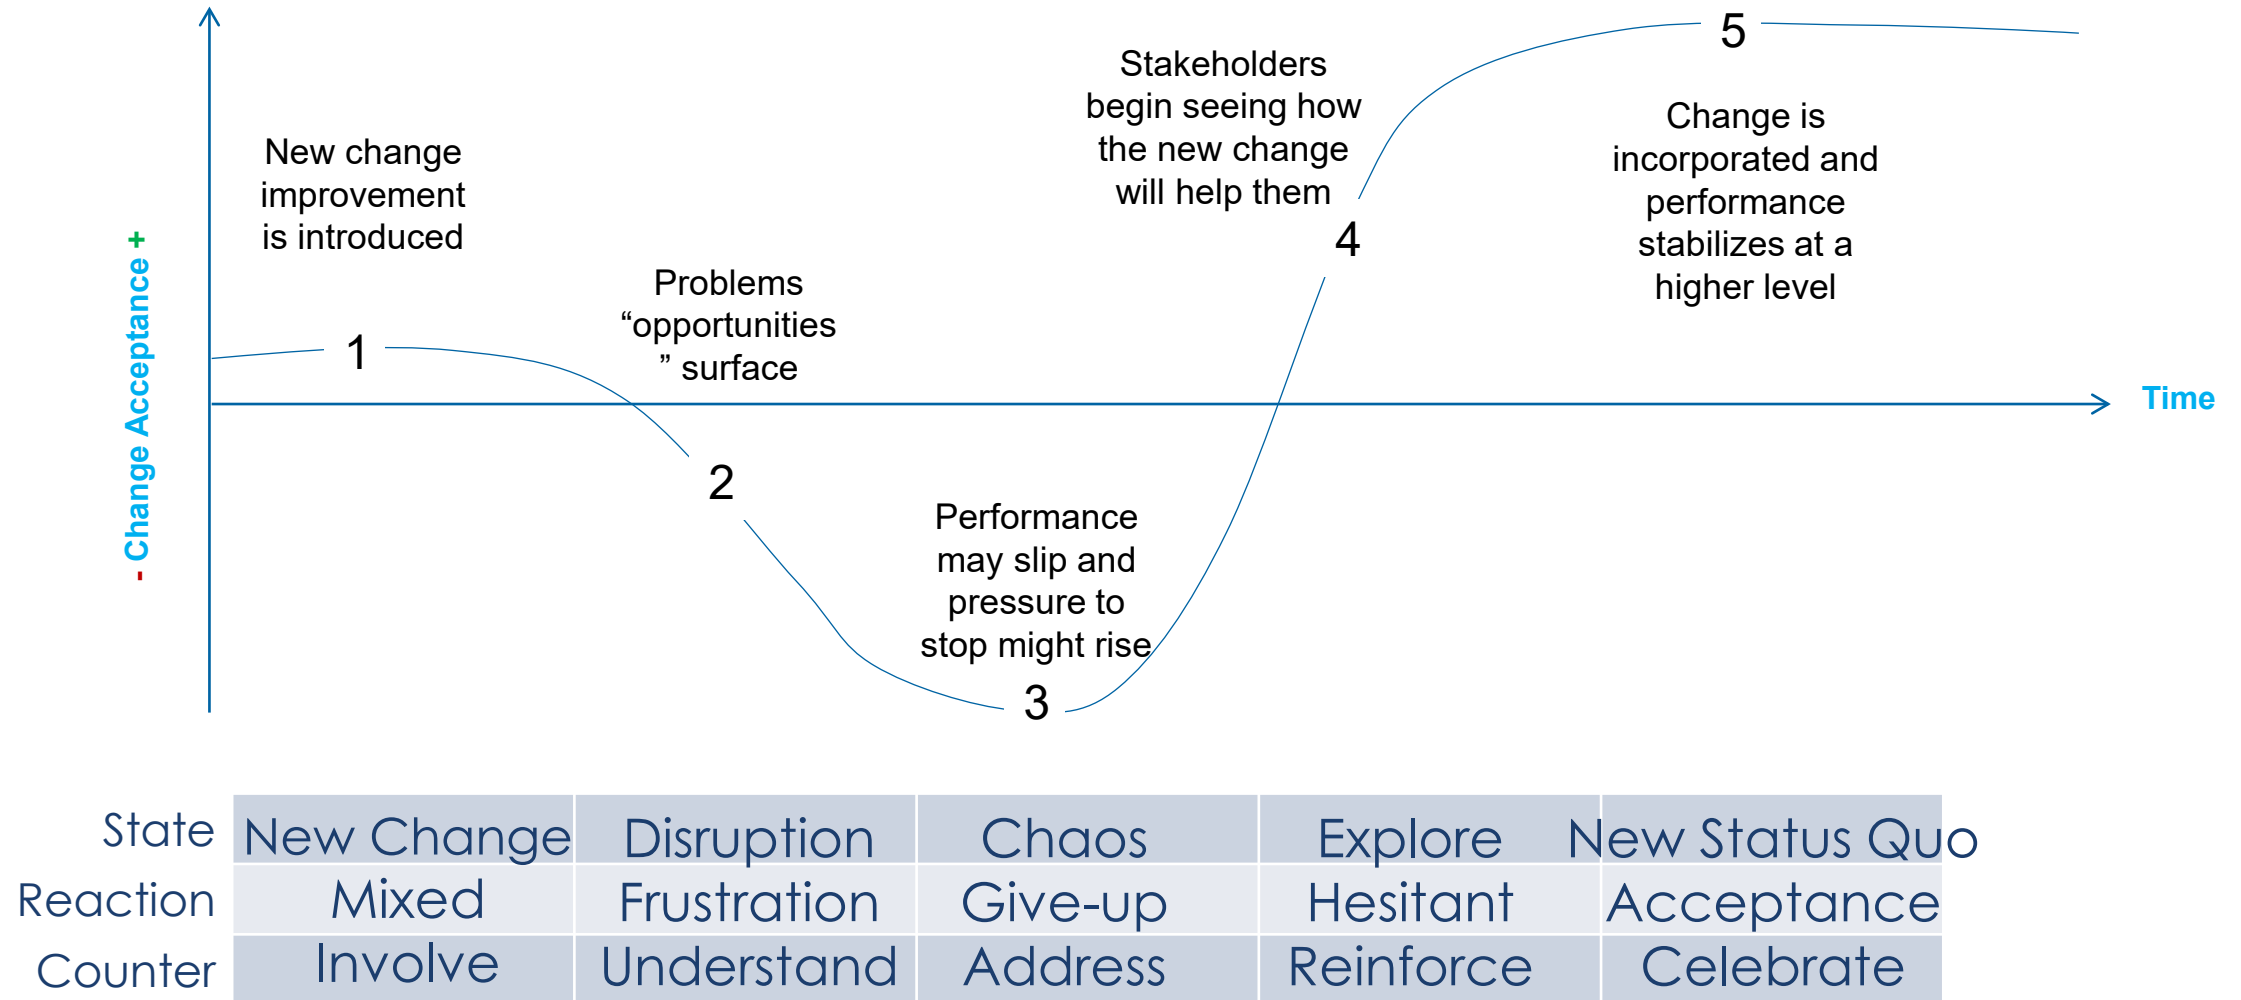 New change
improvement
is introduced
1
Problems
“opportunities
” surface
2
Performance
may slip and
pressure to
stop might rise
3
Stakeholders
begin seeing how
the new change
will help them
4
5
Change is
incorporated and
performance
stabilizes at a
higher level
- Change Acceptance +
Time
State New Change Disruption Chaos Explore New Status Quo
Reaction Mixed Frustration Give-up Hesitant Acceptance
Counter Involve Understand Address Reinforce Celebrate